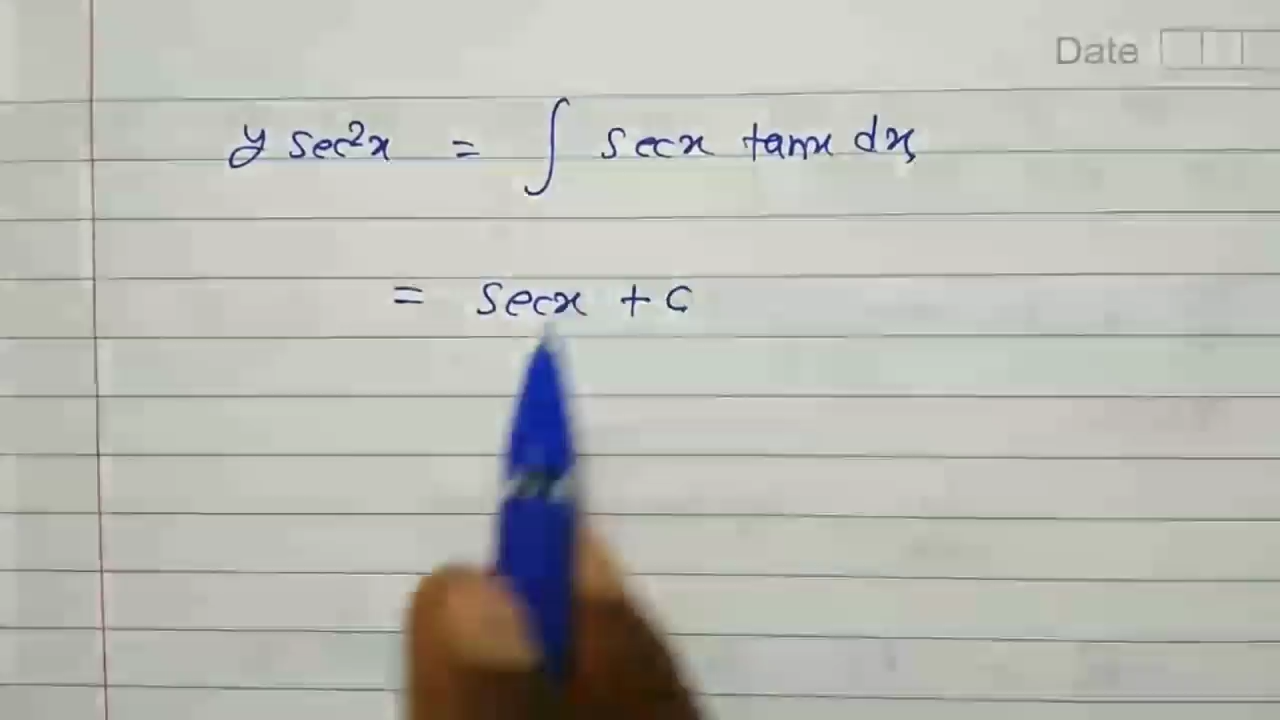 Date
y sec²x = ∫ secx tanx dx
= secx + c